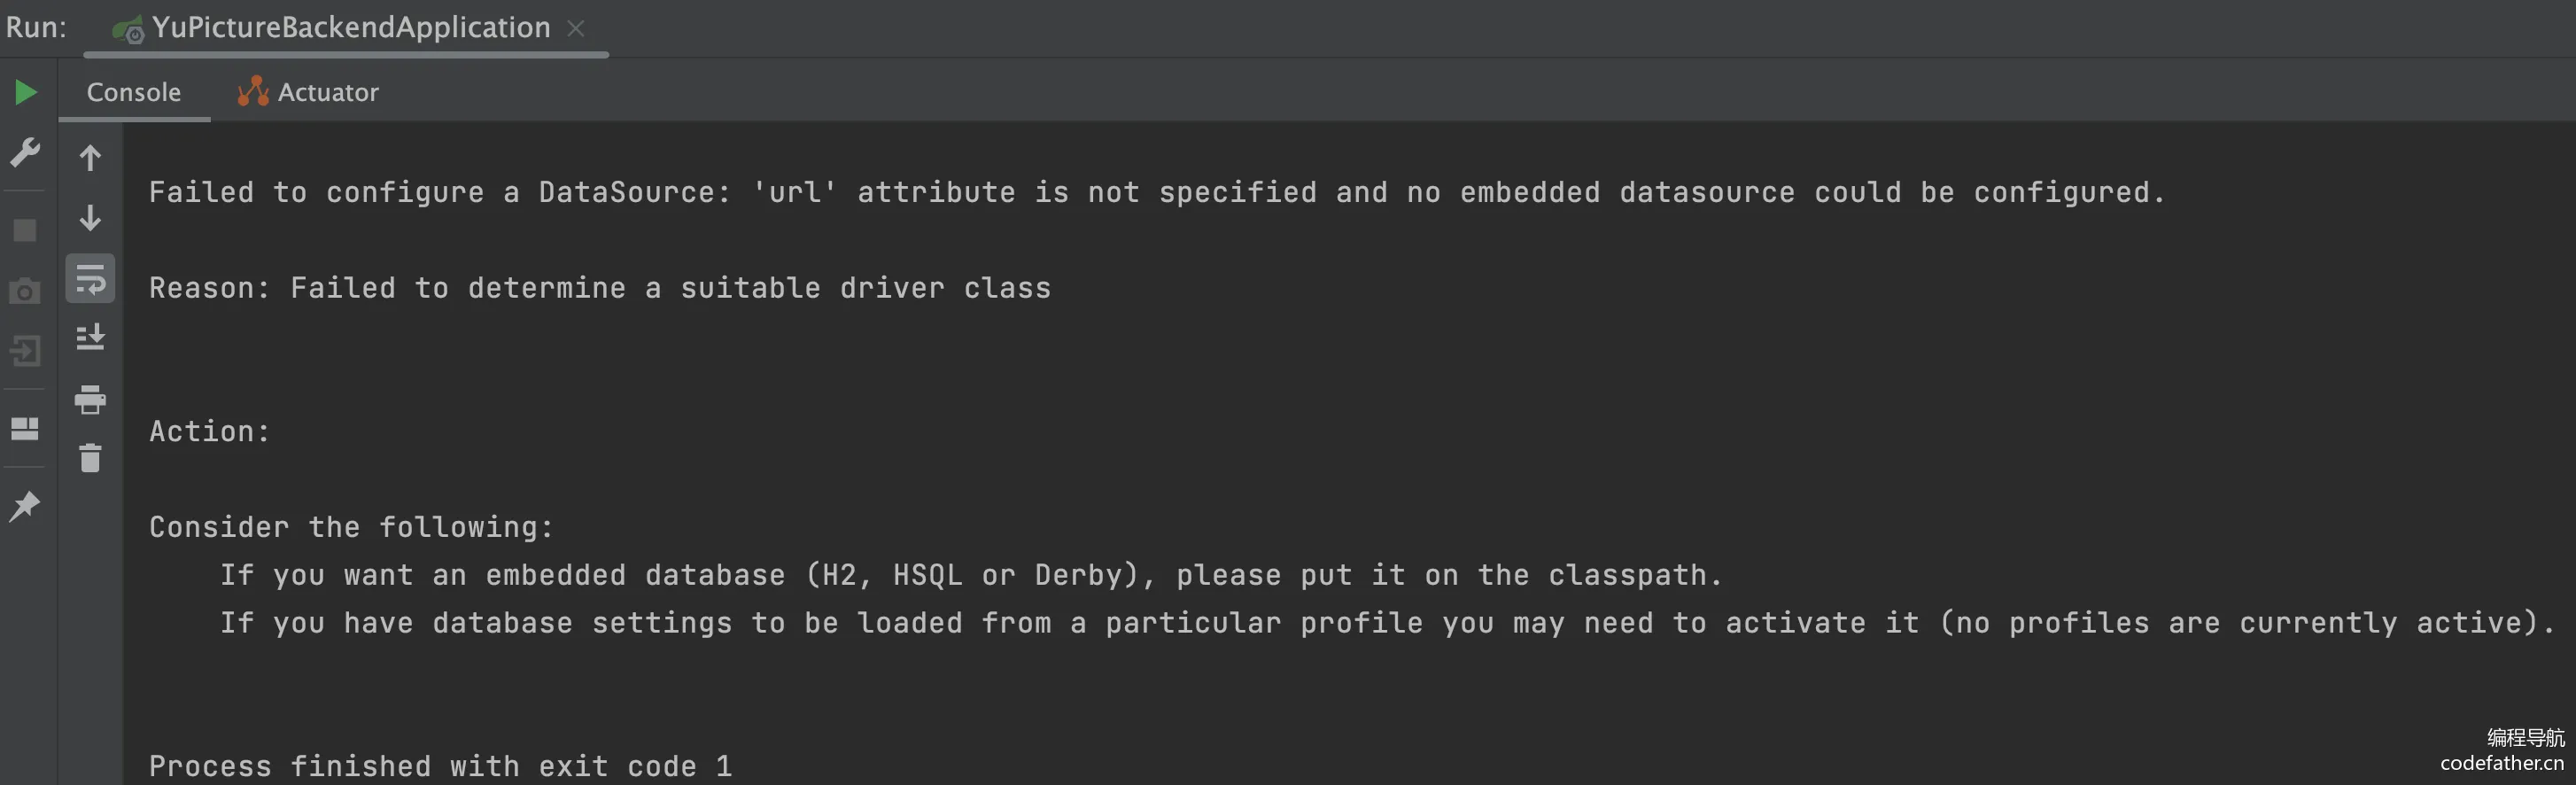 Run: YuPictureBackendApplication
Console Actuator
Failed to configure a DataSource: 'url' attribute is not specified and no embedded datasource could be configured.
Reason: Failed to determine a suitable driver class
Action:
Consider the following:
If you want an embedded database (H2, HSQL or Derby), please put it on the classpath.
If you have database settings to be loaded from a particular profile you may need to activate it (no profiles are currently active).
Process finished with exit code 1
编程导航
codefather.cn